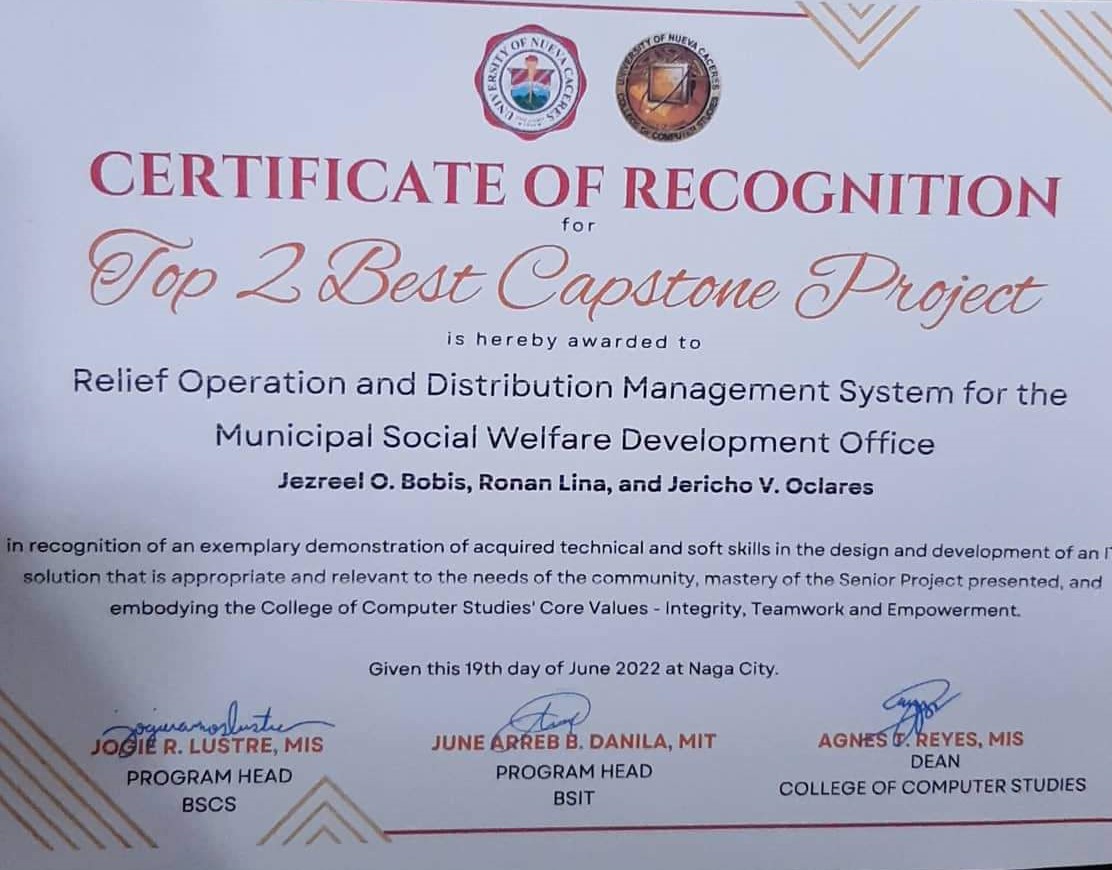 UNIVERSITY OF NUEVA CACERES
UNIVERSITY OF NUEVA CACERES
COLLEGE OF COMPUTER STUDIES
CERTIFICATE OF RECOGNITION
for
Top 2 Best Capstone Project
is hereby awarded to
Relief Operation and Distribution Management System for the
Municipal Social Welfare Development Office
Jezreel O. Bobis, Ronan Lina, and Jericho V. Oclares
in recognition of an exemplary demonstration of acquired technical and soft skills in the design and development of an IT
solution that is appropriate and relevant to the needs of the community, mastery of the Senior Project presented, and
embodying the College of Computer Studies' Core Values - Integrity, Teamwork and Empowerment.
Given this 19th day of June 2022 at Naga City.
JOGIE R. LUSTRE, MIS
PROGRAM HEAD
BSCS
JUNE ARREB B. DANILA, MIT
PROGRAM HEAD
BSIT
AGNES T. REYES, MIS
DEAN
COLLEGE OF COMPUTER STUDIES